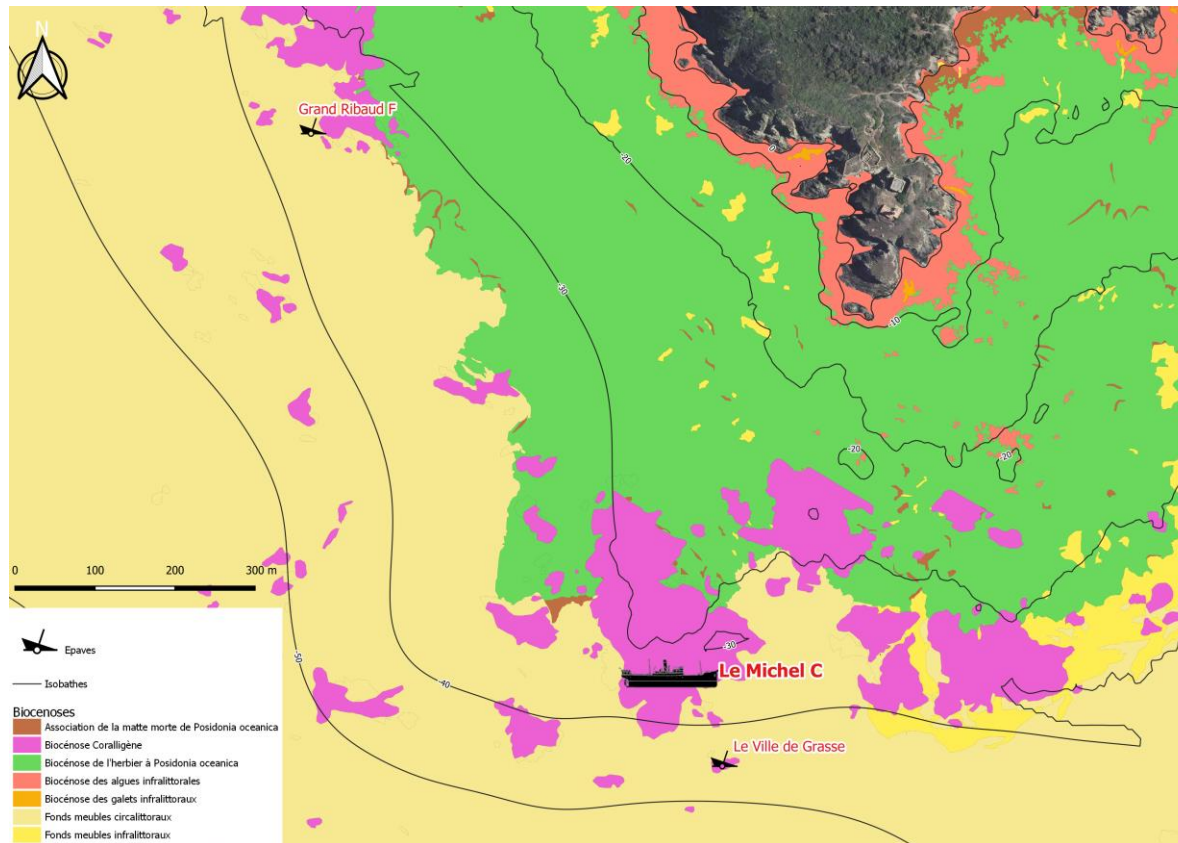 N
Grand Ribaud F
0
-20
-30
-10
-20
-20
0 100 200 300 m
-50
-30
-40
Le Michel C
Le Ville de Grasse
Epaves
Isobathes
Biocenoses
Association de la matte morte de Posidonia oceanica
Biocénose Coralligène
Biocénose de l'herbier à Posidonia oceanica
Biocénose des algues infralittorales
Biocénose des galets infralittoraux
Fonds meubles circalittoraux
Fonds meubles infralittoraux